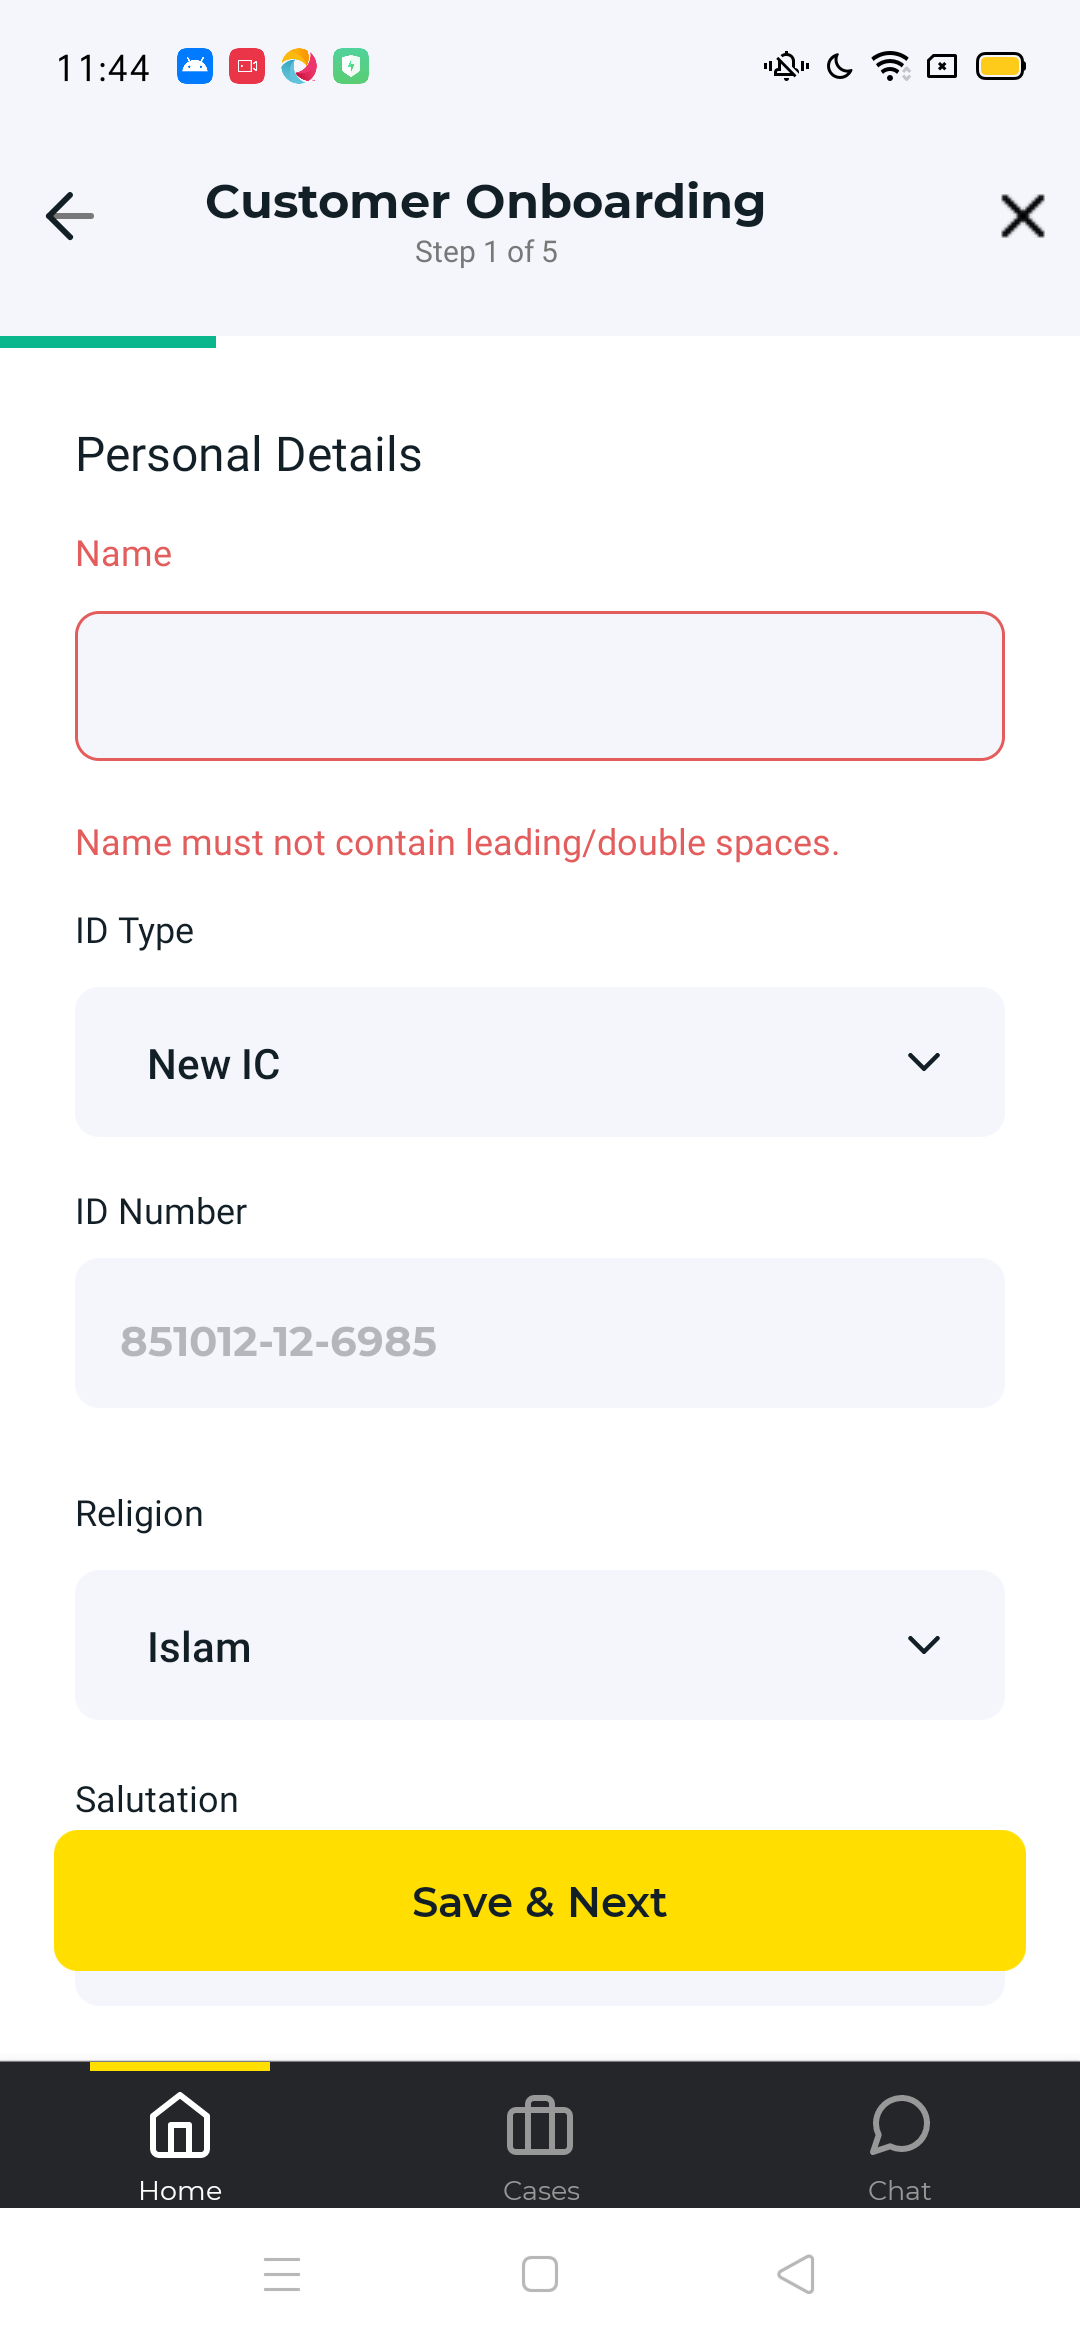 11:44
Customer Onboarding
Step 1 of 5
Personal Details
Name
Name must not contain leading/double spaces.
ID Type
New IC
ID Number
851012-12-6985
Religion
Islam
Salutation
Save & Next
Home
Cases
Chat